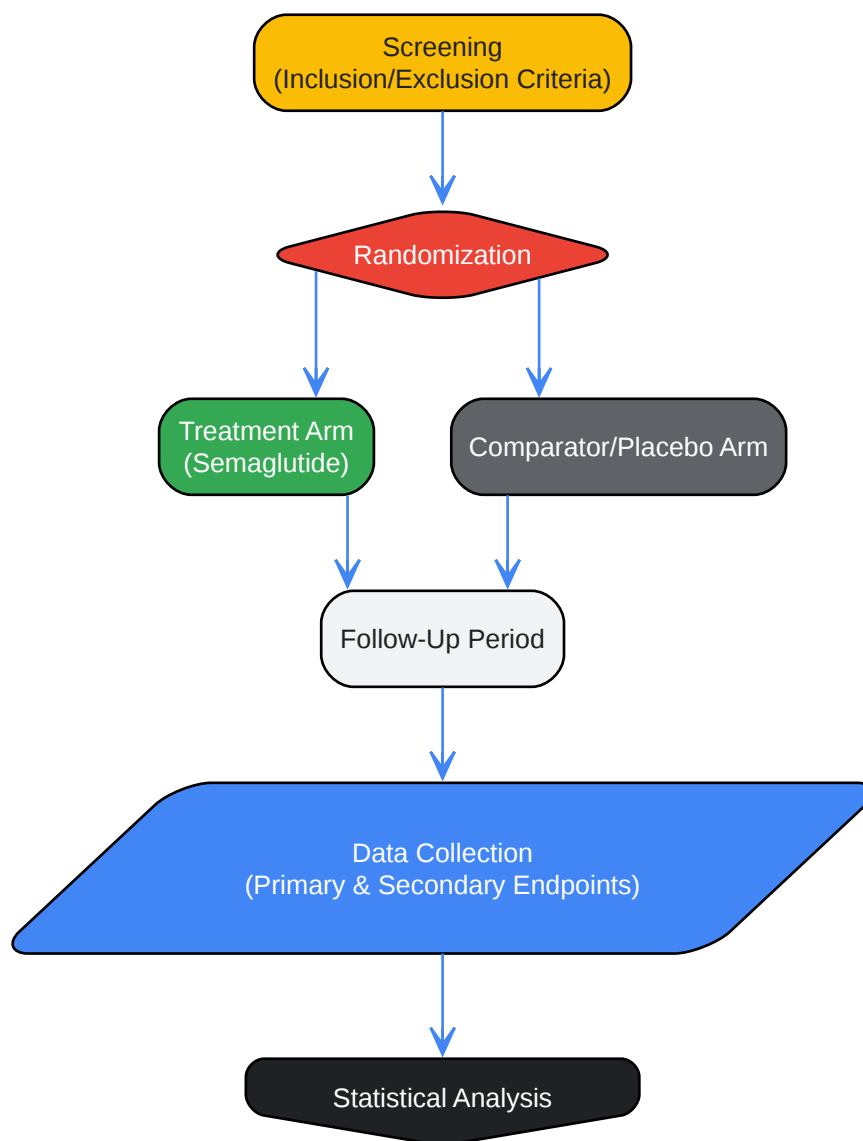 Screening
(Inclusion/Exclusion Criteria)
Randomization
Treatment Arm
(Semaglutide)
Comparator/Placebo Arm
Follow-Up Period
Data Collection
(Primary & Secondary Endpoints)
Statistical Analysis